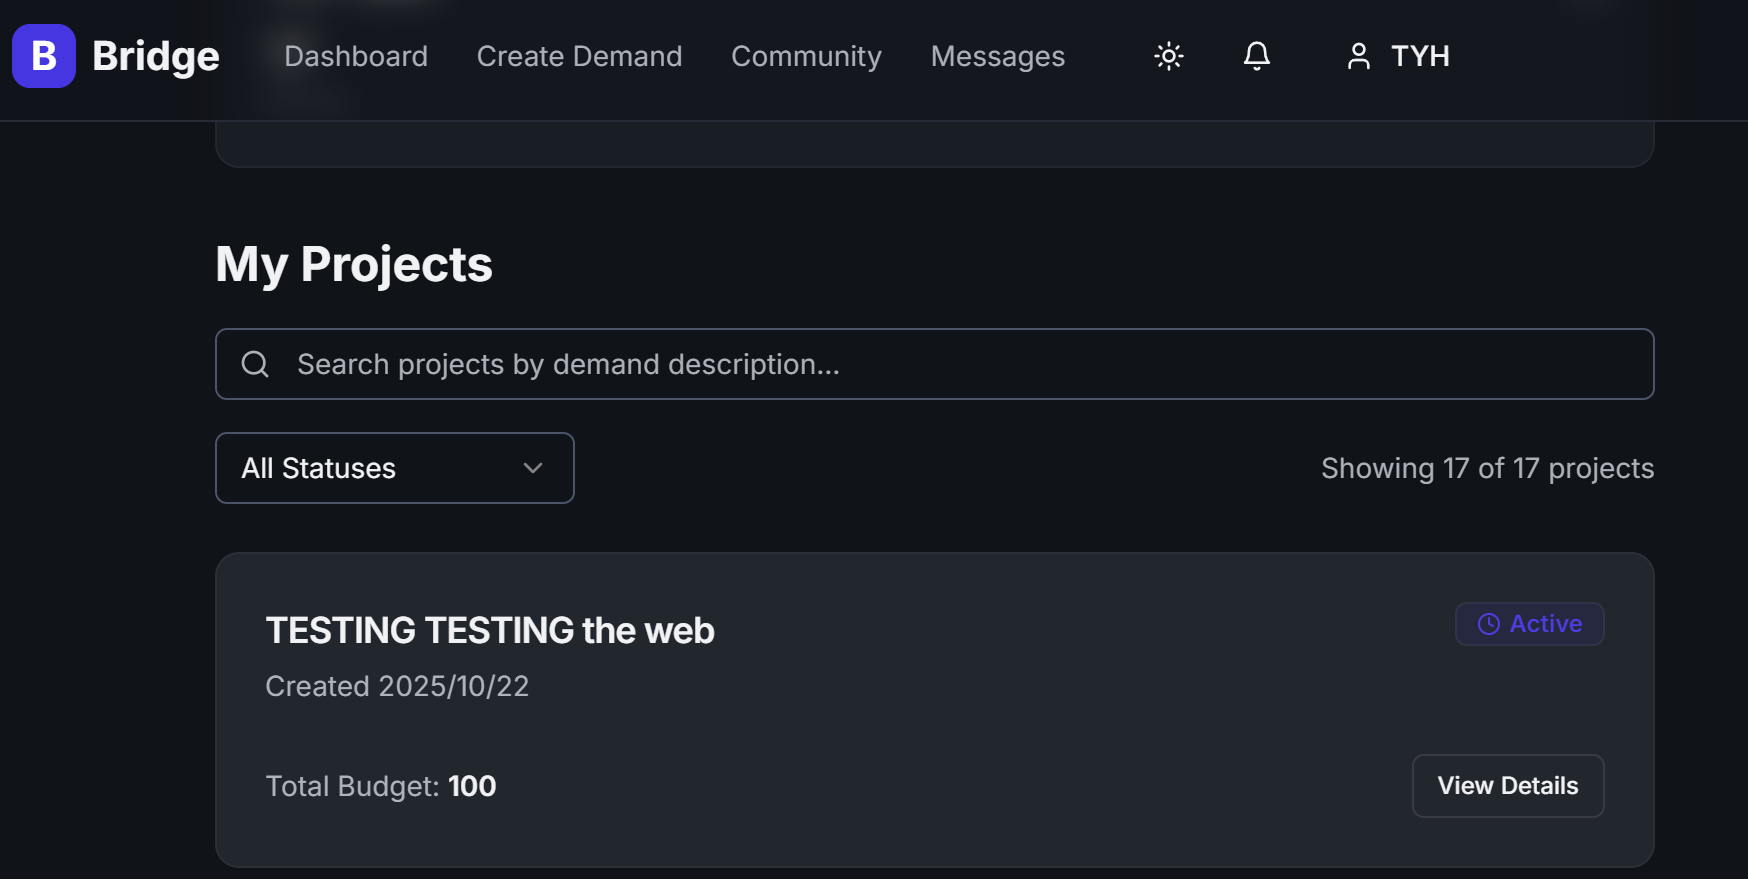 B Bridge Dashboard Create Demand Community Messages TYH
My Projects
Search projects by demand description...
All Statuses Showing 17 of 17 projects
TESTING TESTING the web Active
Created 2025/10/22
Total Budget: 100 View Details